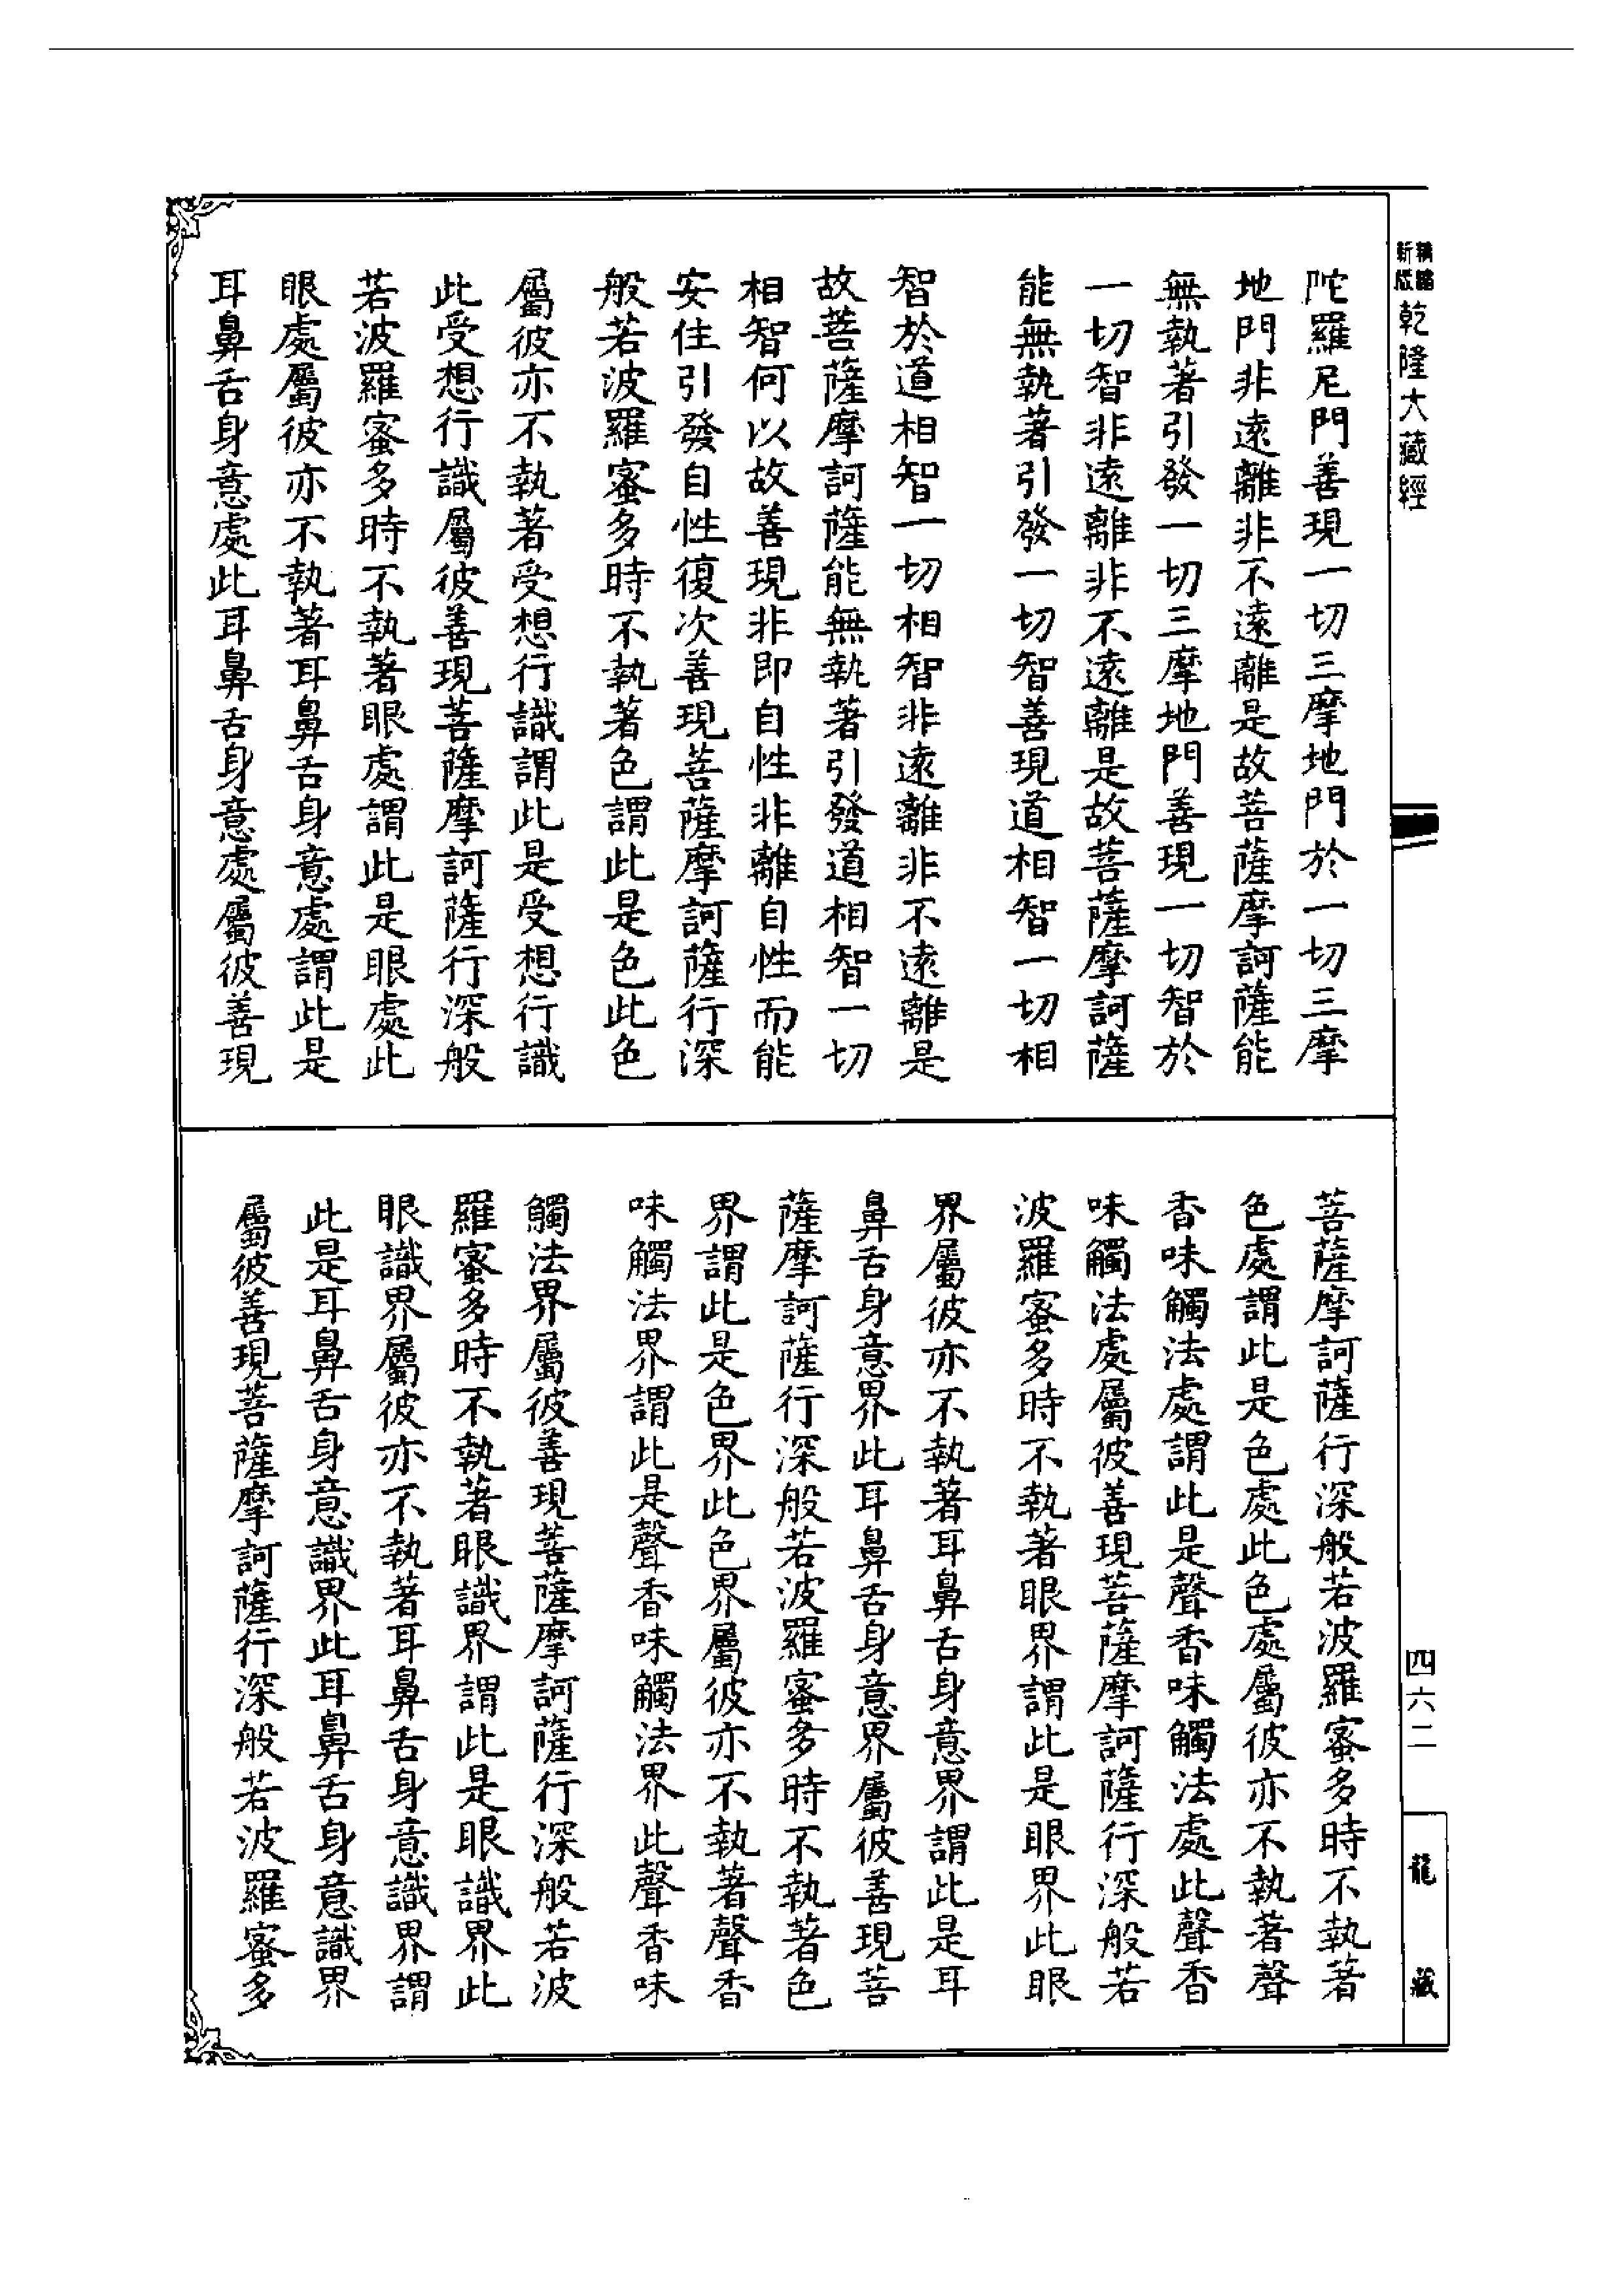 新編縮版 乾隆大藏經
陀羅尼門善現一切三摩地門於一切三摩
地門非遠離非不遠離是故菩薩摩訶薩能
無執著引發一切三摩地門善現一切智於
一切智非遠離非不遠離是故菩薩摩訶薩
能無執著引發一切智善現道相智一切相
智於道相智一切相智非遠離非不遠離是
故菩薩摩訶薩能無執著引發道相智一切
相智何以故善現非即自性非離自性而能
安住引發自性復次善現菩薩摩訶薩行深
般若波羅蜜多時不執著色謂此是色此色
屬彼亦不執著受想行識謂此是受想行識
此受想行識屬彼善現菩薩摩訶薩行深般
若波羅蜜多時不執著眼處謂此是眼處此
眼處屬彼亦不執著耳鼻舌身意處謂此是
耳鼻舌身意處此耳鼻舌身意處屬彼善現
菩薩摩訶薩行深般若波羅蜜多時不執著
色處謂此是色處此色處屬彼亦不執著聲
香味觸法處謂此是聲香味觸法處此聲香
味觸法處屬彼善現菩薩摩訶薩行深般若
波羅蜜多時不執著眼界謂此是眼界此眼
界屬彼亦不執著耳鼻舌身意界謂此是耳
鼻舌身意界此耳鼻舌身意界屬彼善現菩
薩摩訶薩行深般若波羅蜜多時不執著色
界謂此是色界此色界屬彼亦不執著聲香
味觸法界謂此是聲香味觸法界此聲香味
觸法界屬彼善現菩薩摩訶薩行深般若波
羅蜜多時不執著眼識界謂此是眼識界此
眼識界屬彼亦不執著耳鼻舌身意識界謂
此是耳鼻舌身意識界此耳鼻舌身意識界
屬彼善現菩薩摩訶薩行深般若波羅蜜多
四六二
龍藏